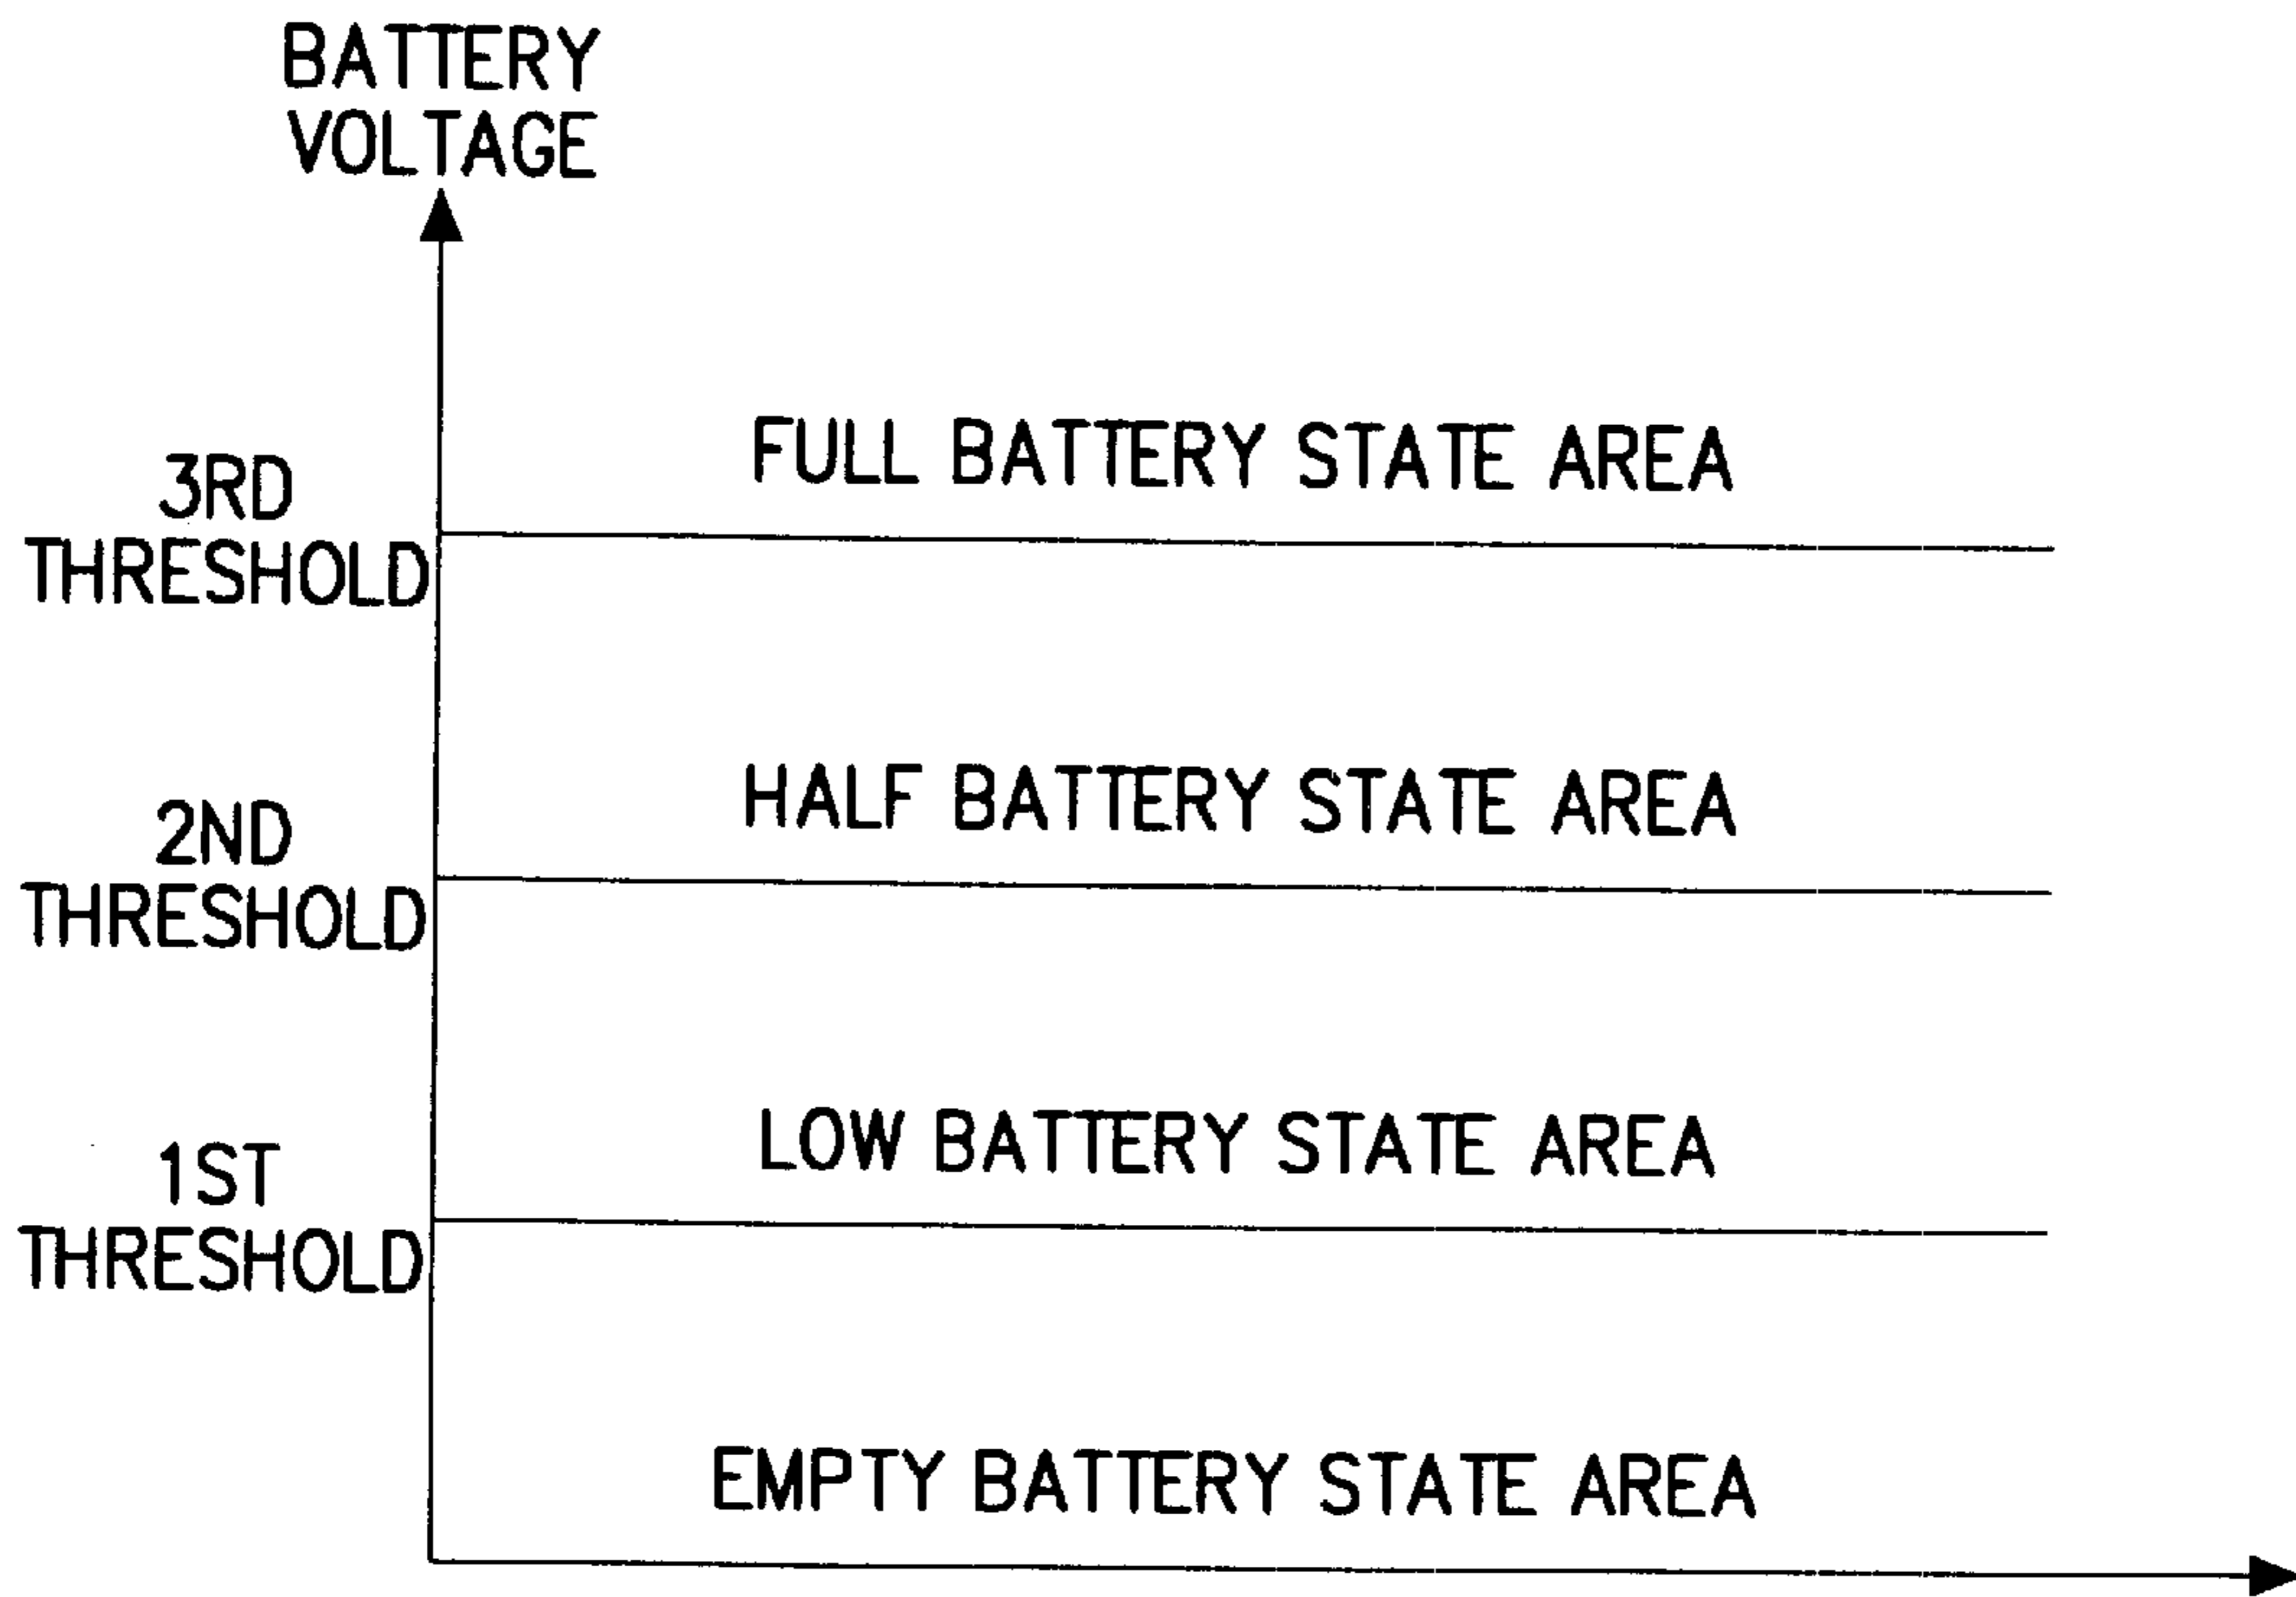 BATTERY
VOLTAGE
FULL BATTERY STATE AREA
3RD
THRESHOLD
HALF BATTERY STATE AREA
2ND
THRESHOLD
LOW BATTERY STATE AREA
1ST
THRESHOLD
EMPTY BATTERY STATE AREA